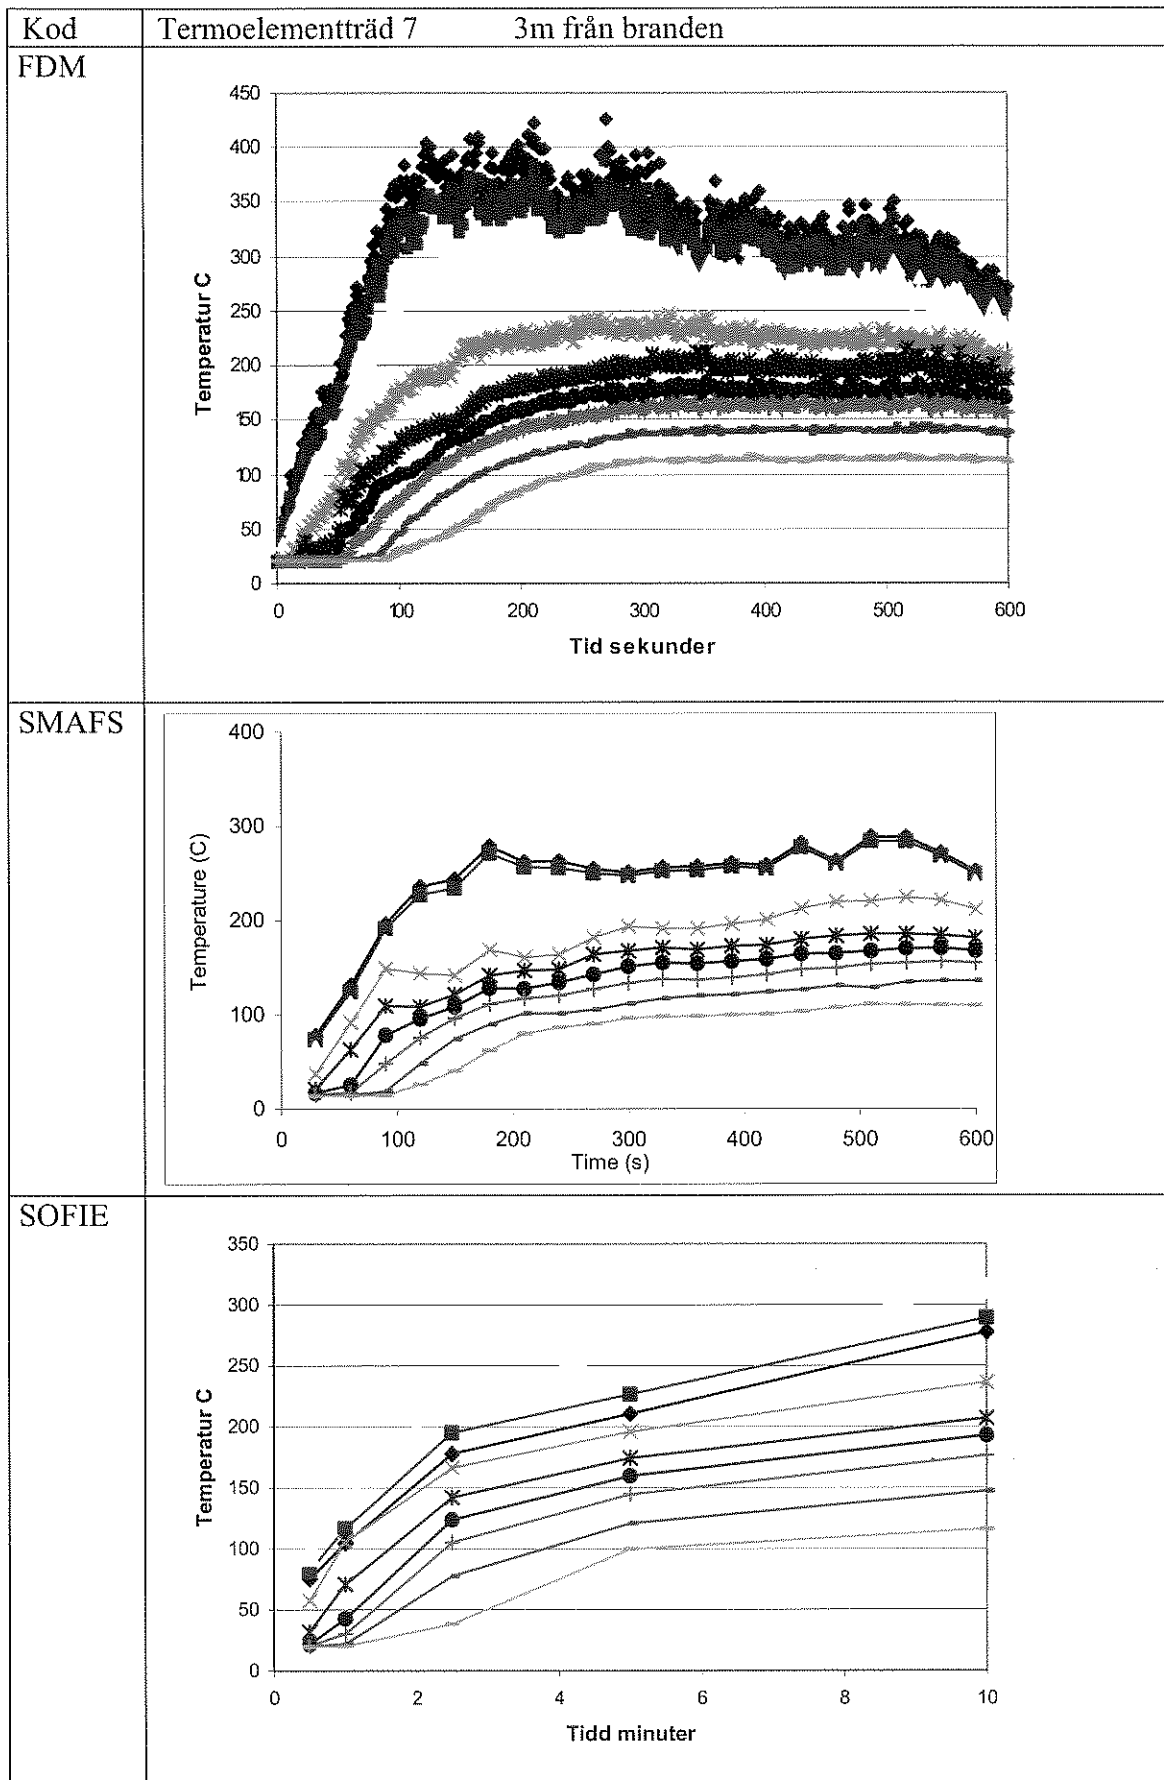 Kod Termoelementträd 7 3m från branden
FDM
450
400
350
300
250
200
150
100
50
0
0 100 200 300 400 500 600
Temperatur C
Tid sekunder
SMAFS
400
300
200
100
0
0 100 200 300 400 500 600
Temperature (C)
Time (s)
SOFIE
350
300
250
200
150
100
50
0
0 2 4 6 8 10
Temperatur C
Tidd minuter